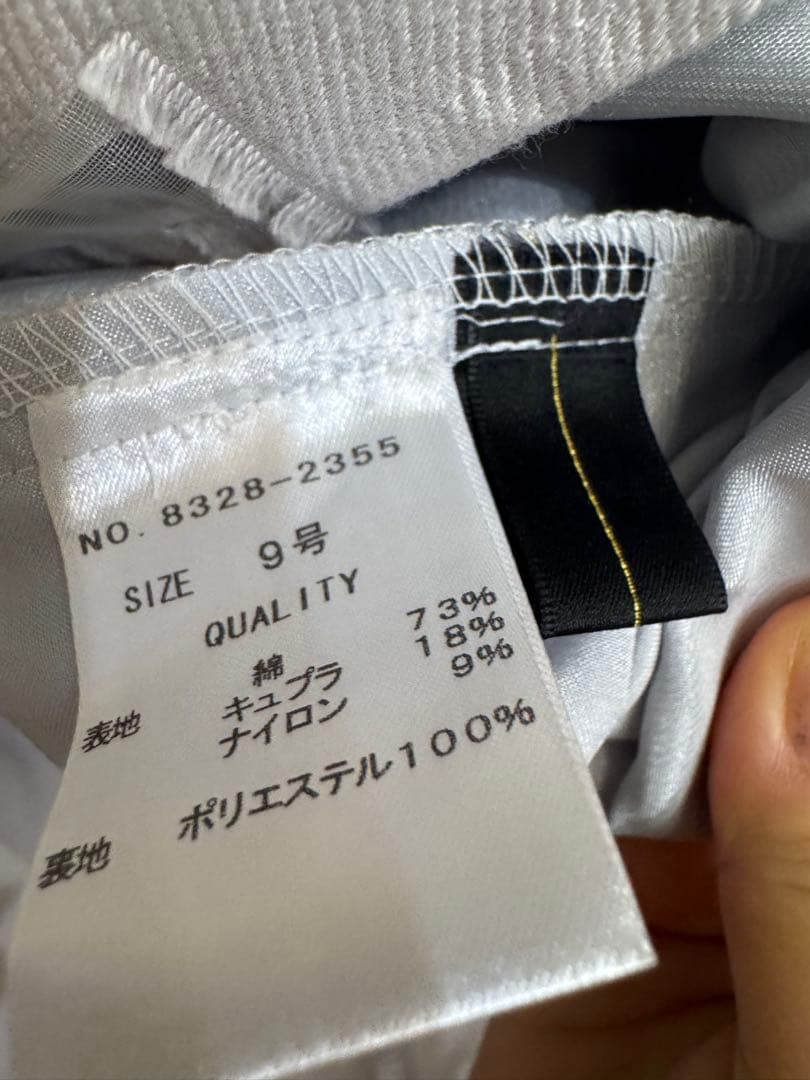 NO. 8328-2355
SIZE 9号
QUALITY
綿 73%
表地 キュプラ 18%
ナイロン 9%
裏地 ポリエステル100%